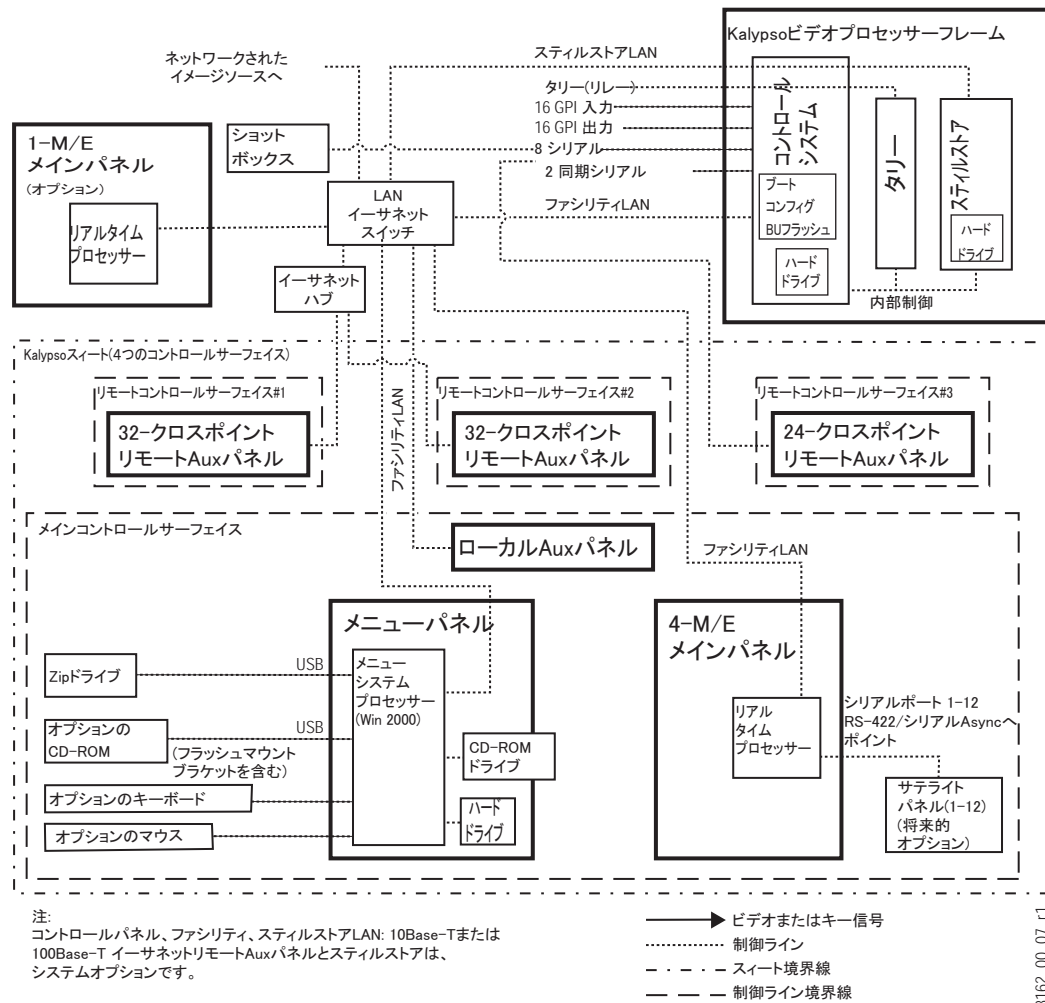 Kalypsoビデオプロセッサーフレーム
ネットワークされた
イメージソースへ
スティルストアLAN
タリー(リレー)
16 GPI 入力
16 GPI 出力
8 シリアル
2 同期シリアル
ファシリティLAN
コントロール
システム
ブート
コンフィグ
BUフラッシュ
ハード
ドライブ
タリー
スティルストア
ハード
ドライブ
内部制御
1-M/E
メインパネル
(オプション)
リアルタイム
プロセッサー
ショット
ボックス
LAN
イーサネット
スイッチ
イーサネット
ハブ
Kalypsoスィート(4つのコントロールサーフェイス)
リモートコントロールサーフェイス#1
32-クロスポイント
リモートAuxパネル
ファシリティLAN
リモートコントロールサーフェイス#2
32-クロスポイント
リモートAuxパネル
リモートコントロールサーフェイス#3
24-クロスポイント
リモートAuxパネル
メインコントロールサーフェイス
ローカルAuxパネル
ファシリティLAN
メニューパネル
メニュー
システム
プロセッサー
(Win 2000)
CD-ROM
ドライブ
ハード
ドライブ
Zipドライブ
USB
オプションの
CD-ROM
USB
(フラッシュマウント
ブラケットを含む)
オプションのキーボード
オプションのマウス
4-M/E
メインパネル
リアル
タイム
プロセッサー
シリアルポート 1-12
RS-422/シリアルAsyncへ
ポイント
サテライト
パネル(1-12)
(将来的
オプション)
注:
コントロールパネル、ファシリティ、スティルストアLAN: 10Base-Tまたは
100Base-T イーサネットリモートAuxパネルとスティルストアは、
システムオプションです。
ビデオまたはキー信号
制御ライン
スィート境界線
制御ライン境界線